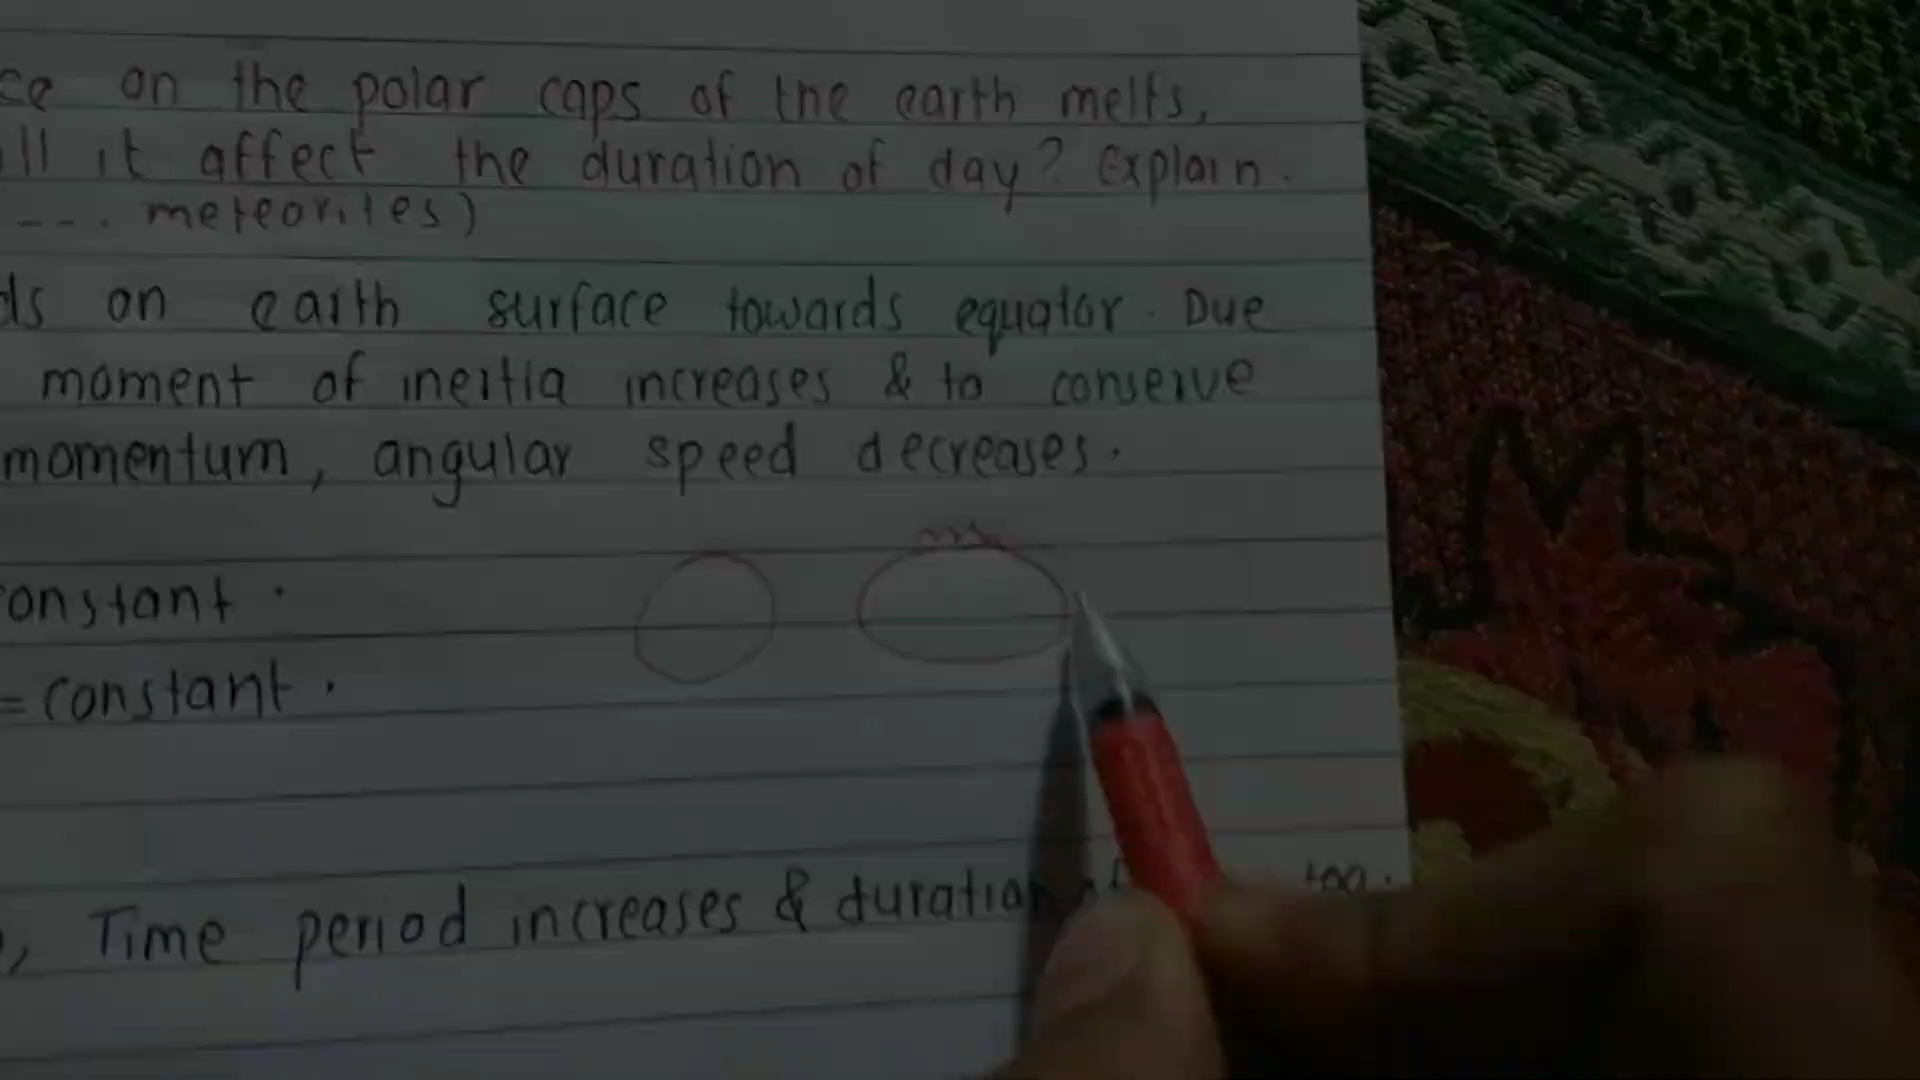 ce on the polar caps of the earth melts,
ll it affect the duration of day? Explain.
---. meteorites)
ds on earth surface towards equator. Due
moment of inertia increases & to conserve
momentum, angular speed decreases.
onstant.
= constant.
, Time period increases & duration of too.